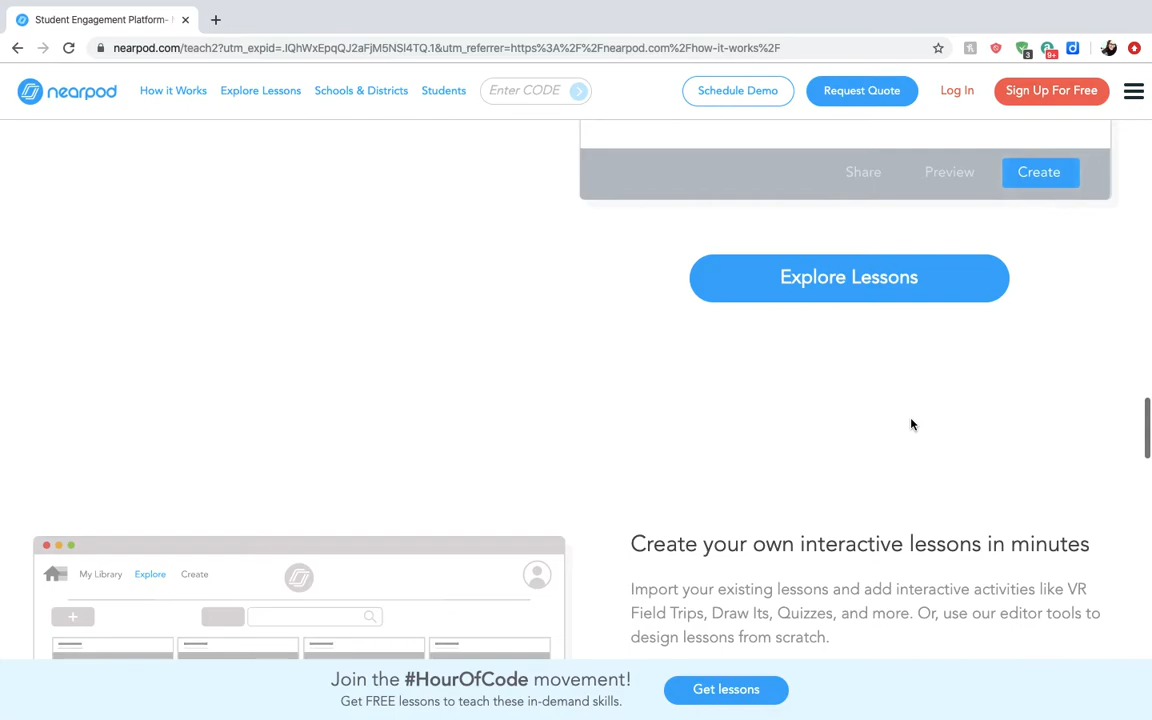 Student Engagement Platform-
nearpod.com/teach2?utm_expid=.IQhWxEpqQJ2aFjM5NSl4TQ.1&utm_referrer=https%3A%2F%2Fnearpod.com%2Fhow-it-works%2F
3
9+
nearpod
How it Works
Explore Lessons
Schools & Districts
Students
Enter CODE
Schedule Demo
Request Quote
Log In
Sign Up For Free
Share
Preview
Create
Explore Lessons
My Library
Explore
Create
Create your own interactive lessons in minutes
Import your existing lessons and add interactive activities like VR
Field Trips, Draw Its, Quizzes, and more. Or, use our editor tools to
design lessons from scratch.
Join the #HourOfCode movement!
Get FREE lessons to teach these in-demand skills.
Get lessons